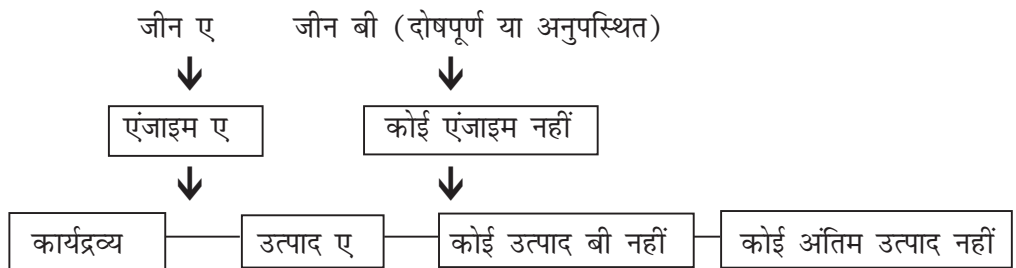 जीन ए जीन बी (दोषपूर्ण या अनुपस्थित)
एंजाइम ए कोई एंजाइम नहीं
कार्यद्रव्य उत्पाद ए कोई उत्पाद बी नहीं कोई अंतिम उत्पाद नहीं